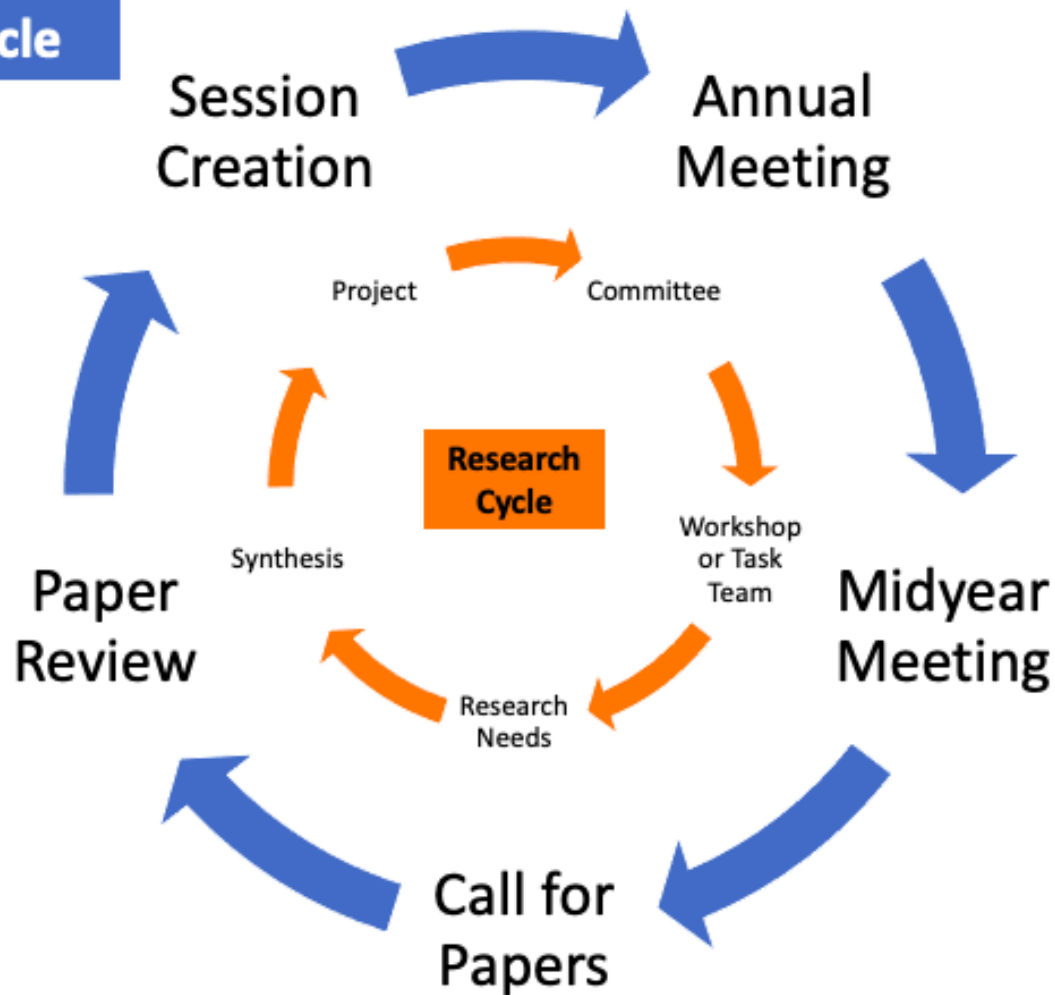 cle
Session
Creation
Annual
Meeting
Project
Committee
Research
Cycle
Workshop
or Task
Team
Synthesis
Paper
Review
Midyear
Meeting
Research
Needs
Call for
Papers